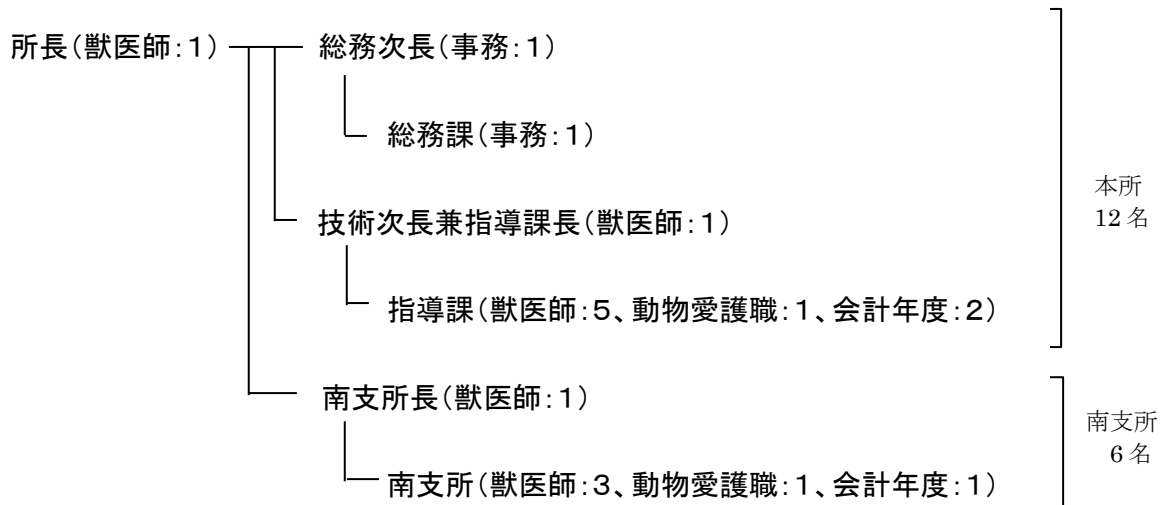 所長(獣医師:1)
総務次長(事務:1)
総務課(事務:1)
技術次長兼指導課長(獣医師:1)
指導課(獣医師:5、動物愛護職:1、会計年度:2)
本所
12名
南支所長(獣医師:1)
南支所(獣医師:3、動物愛護職:1、会計年度:1)
南支所
6名